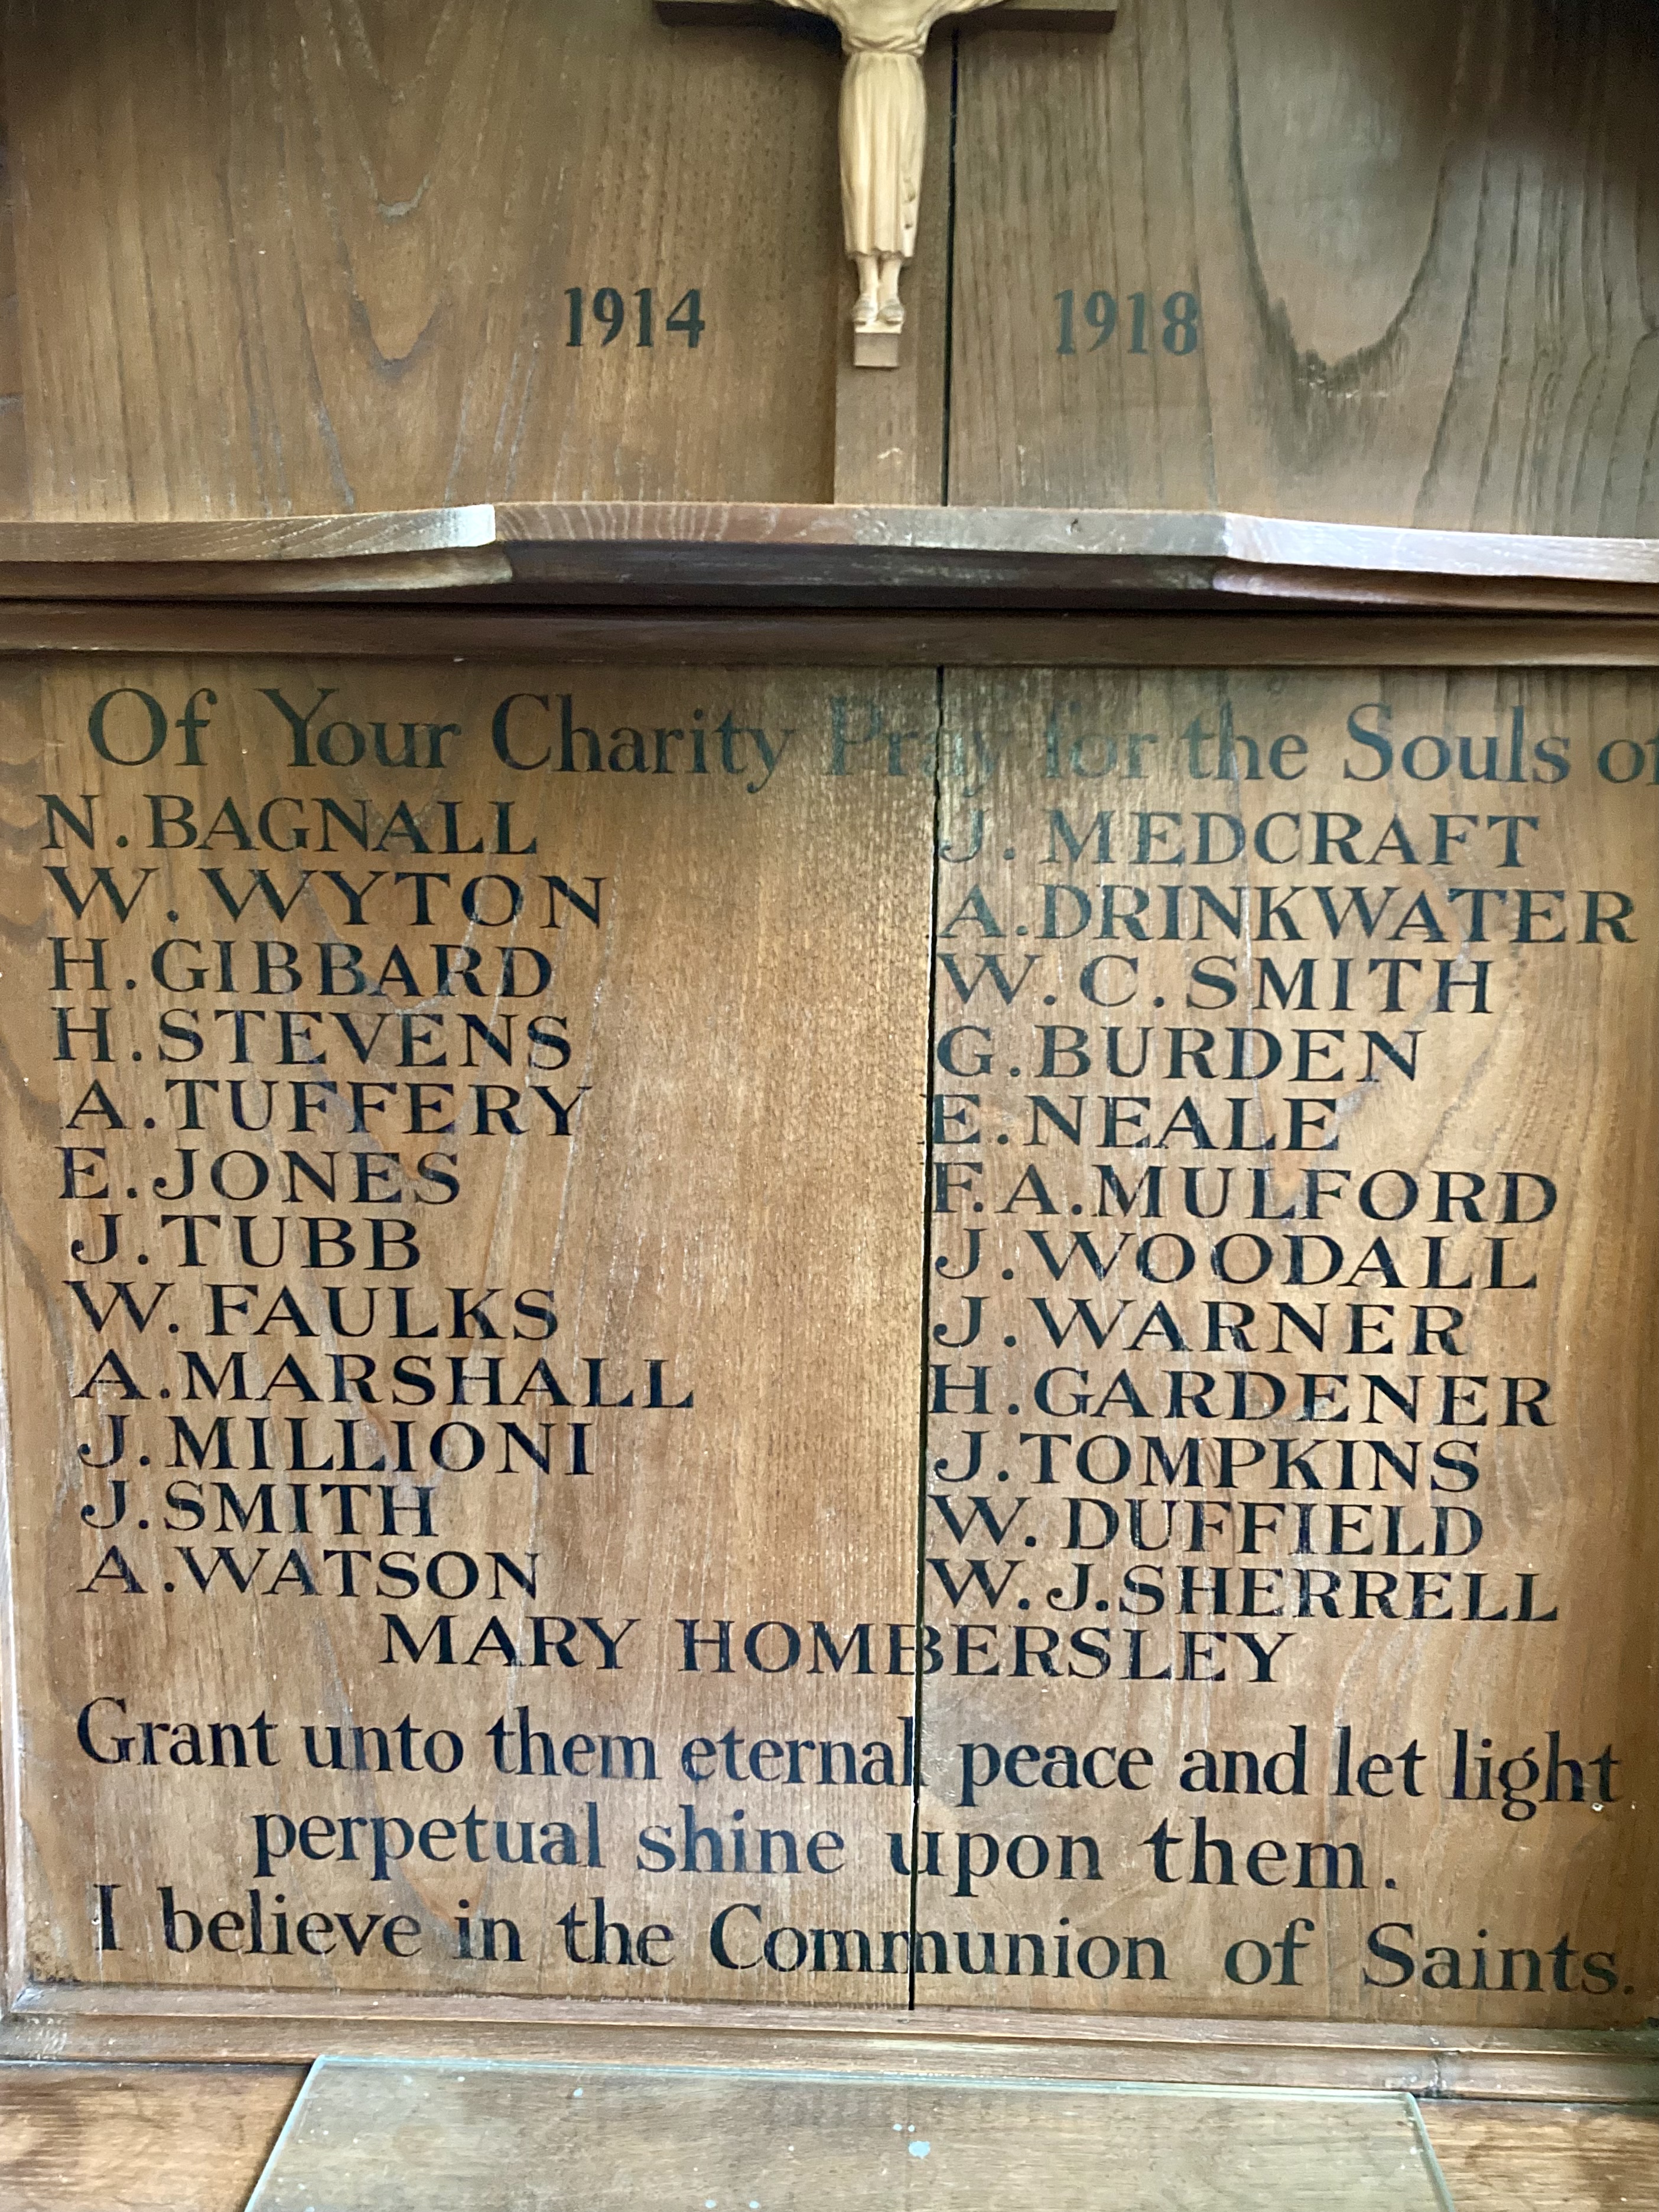 1914 1918
Of Your Charity Pray for the Souls of
N. BAGNALL
W. WYTON
H. GIBBARD
H. STEVENS
A. TUFFERY
E. JONES
J. TUBB
W. FAULKS
A. MARSHALL
J. MILLIONI
J. SMITH
A. WATSON
J. MEDCRAFT
A. DRINKWATER
W. C. SMITH
G. BURDEN
E. NEALE
F. A. MULFORD
J. WOODALL
J. WARNER
H. GARDENER
J. TOMPKINS
W. DUFFIELD
W. J. SHERRELL
MARY HOMBERSLEY
Grant unto them eternal peace and let light
perpetual shine upon them.
I believe in the Communion of Saints.